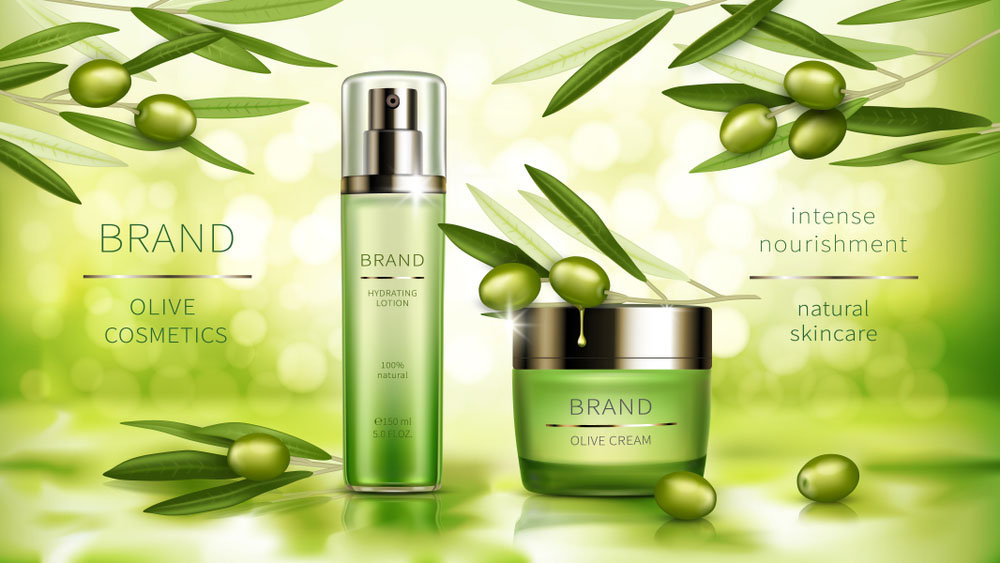 BRAND
OLIVE
COSMETICS
BRAND
HYDRATING
LOTION
100%
natural
℮150 ml
5.0 FL.OZ.
BRAND
OLIVE CREAM
intense
nourishment
natural
skincare